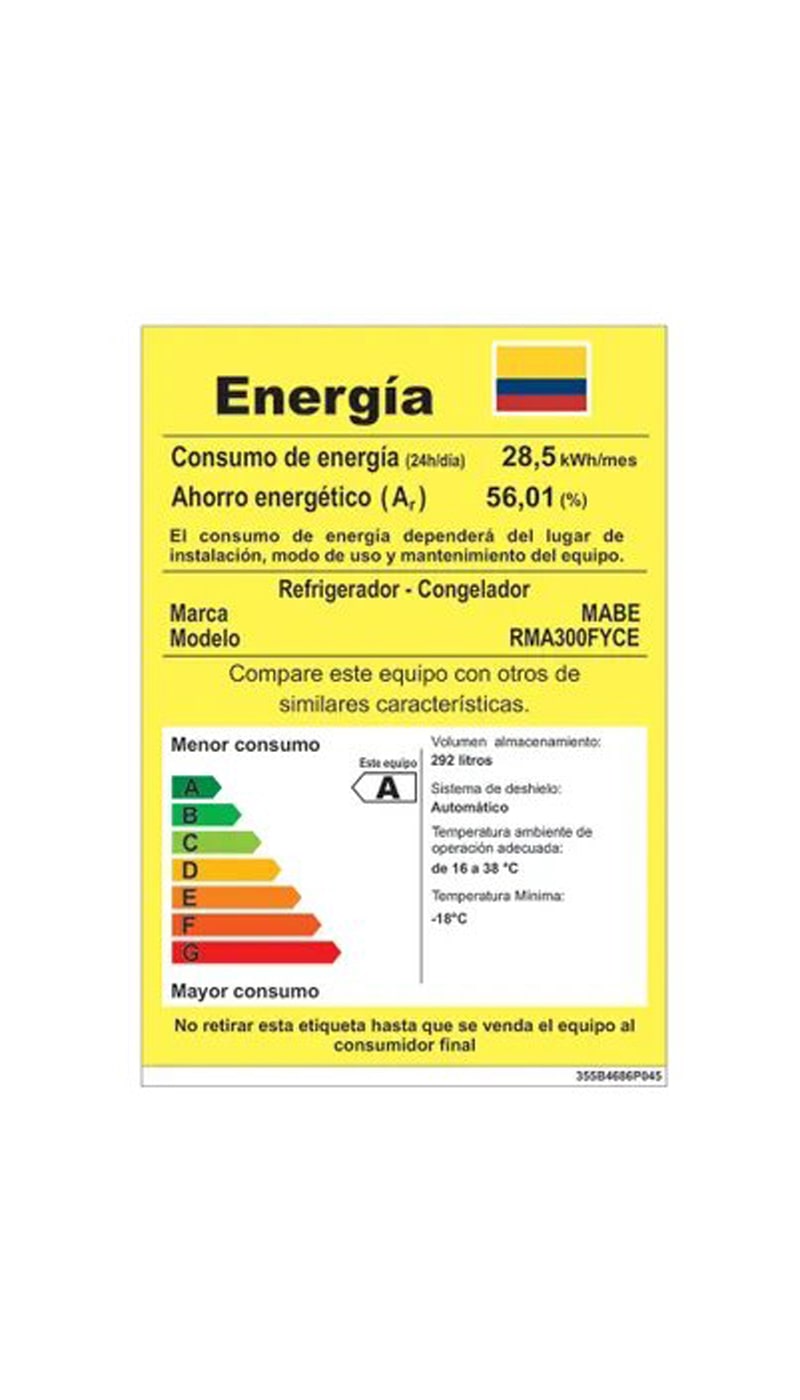 Energía
Consumo de energía (24h/día) 28,5 kWh/mes
Ahorro energético (Ar) 56,01 (%)
El consumo de energía dependerá del lugar de
instalación, modo de uso y mantenimiento del equipo.
Refrigerador - Congelador
Marca MABE
Modelo RMA300FYCE
Compare este equipo con otros de
similares características.
Menor consumo
Este equipo
A
A
B
C
D
E
F
G
Mayor consumo
Volumen almacenamiento:
292 litros
Sistema de deshielo:
Automático
Temperatura ambiente de
operación adecuada:
de 16 a 38 °C
Temperatura Mínima:
-18°C
No retirar esta etiqueta hasta que se venda el equipo al
consumidor final
355B4686P045